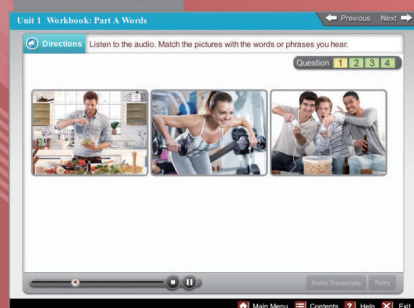 Unit 1 Workbook: Part A Words
Previous Next
Directions Listen to the audio. Match the pictures with the words or phrases you hear.
Question 1 2 3 4
Audio Transcripts Retry
Main Menu Contents ? Help X Exit